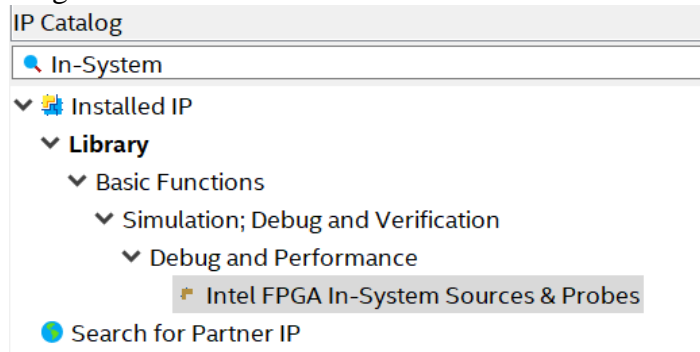 IP Catalog
In-System
Installed IP
Library
Basic Functions
Simulation; Debug and Verification
Debug and Performance
Intel FPGA In-System Sources & Probes
Search for Partner IP